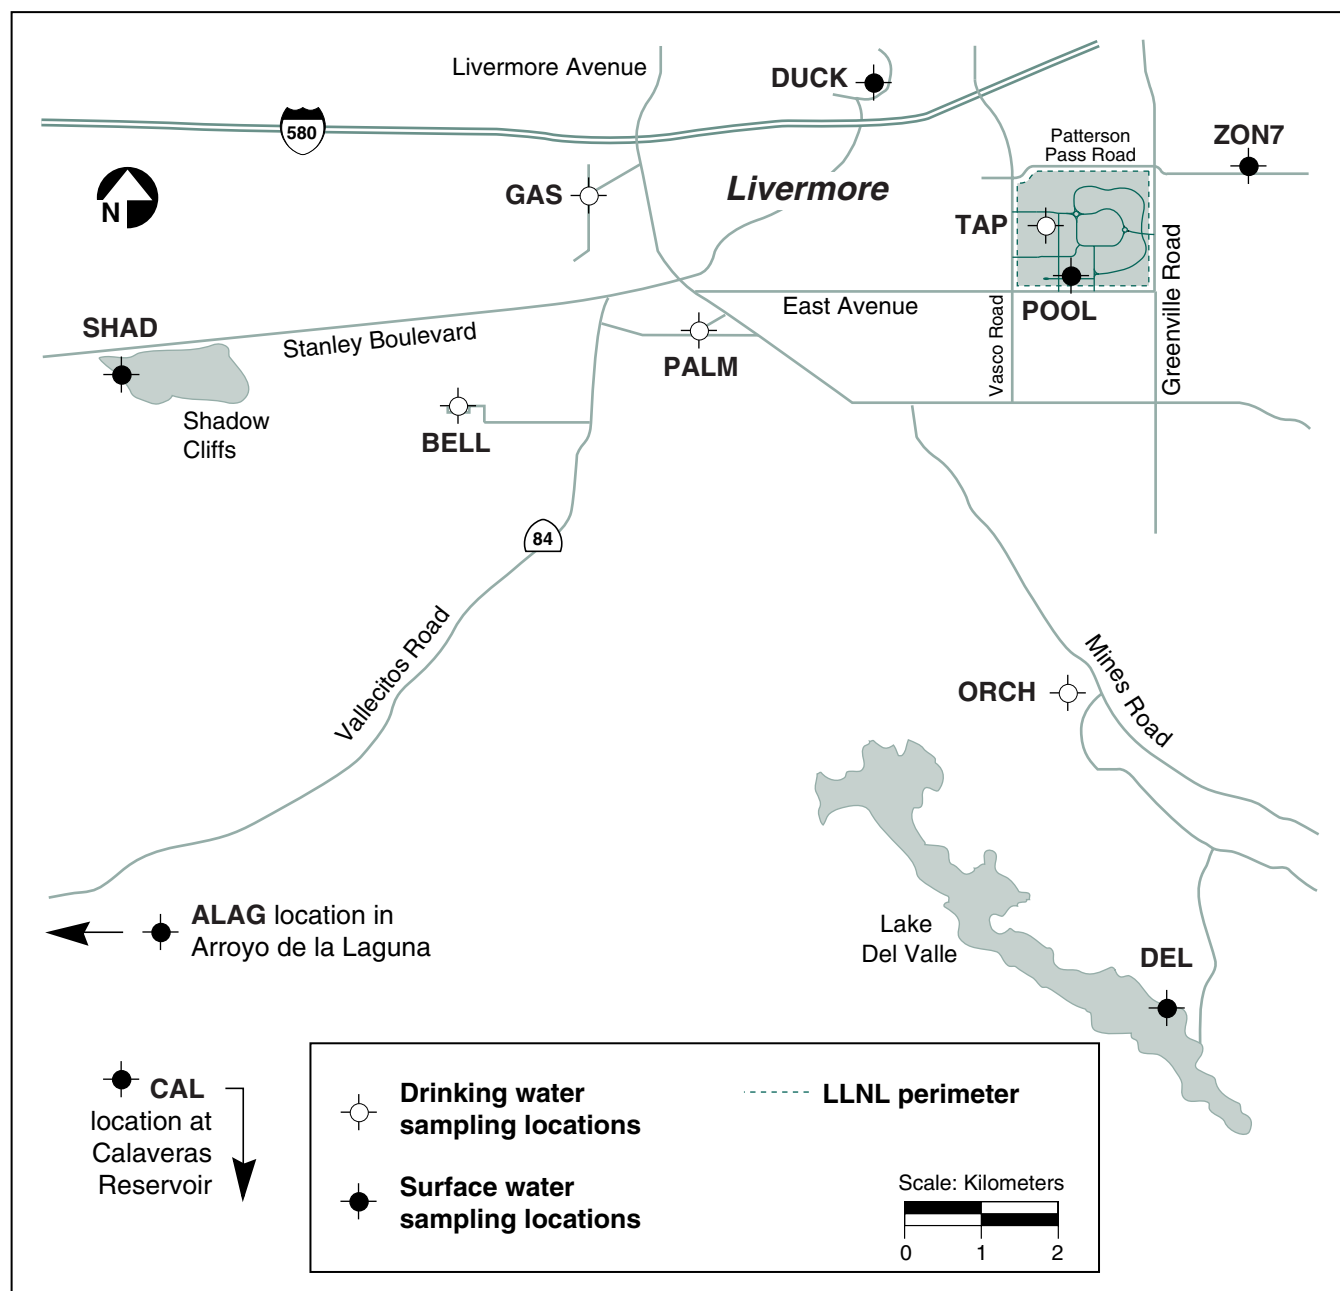 Livermore Avenue
DUCK
580
Patterson
Pass Road
ZON7
N
GAS
Livermore
TAP
Greenville Road
SHAD
Stanley Boulevard
East Avenue
Vasco Road
POOL
PALM
Shadow
Cliffs
BELL
84
Vallecitos Road
ORCH
Mines Road
ALAG location in
Arroyo de la Laguna
Lake
Del Valle
DEL
CAL
location at
Calaveras
Reservoir
Drinking water
sampling locations
LLNL perimeter
Surface water
sampling locations
Scale: Kilometers
0 1 2